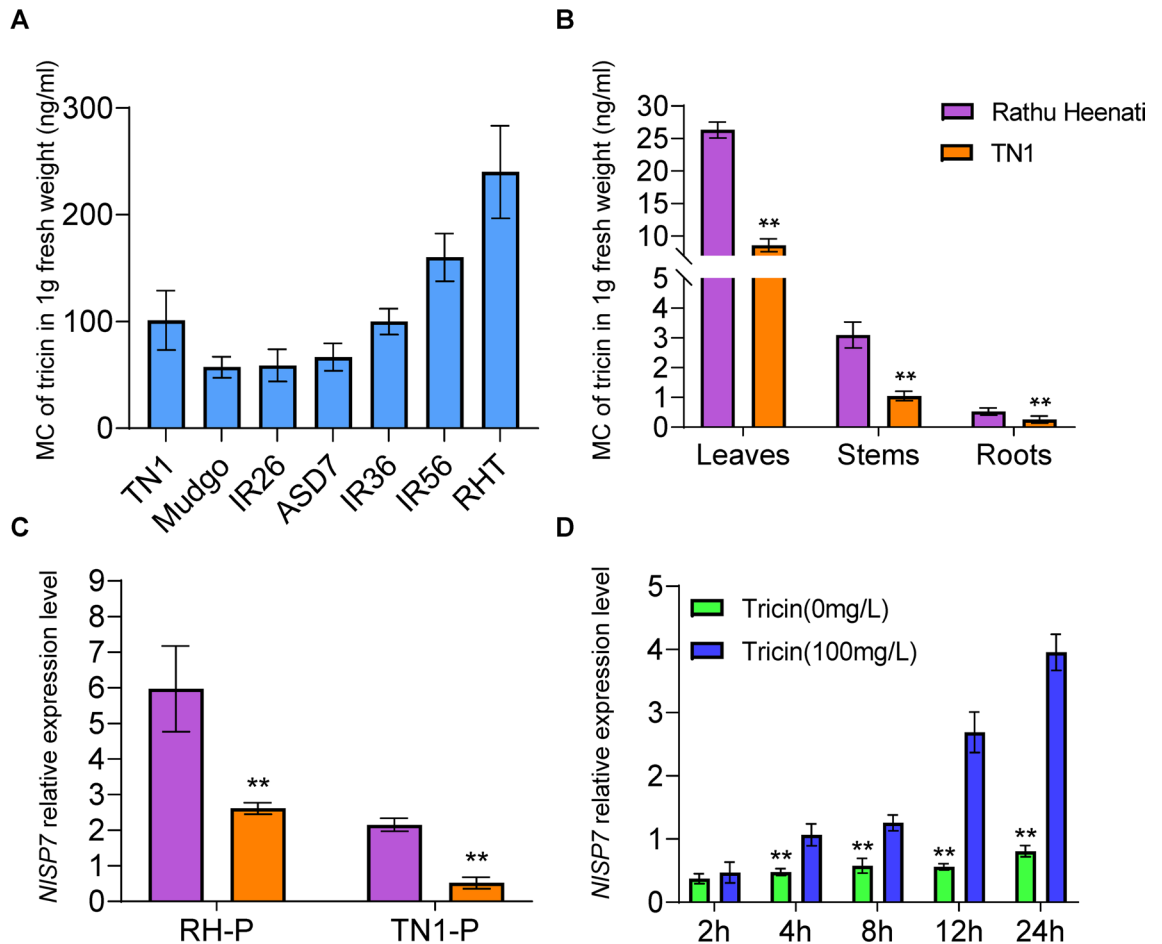 A
MC of tricin in 1g fresh weight (ng/ml)
300
200
100
0
TN1
Mudgo
IR26
ASD7
IR36
IR56
RHT
B
MC of tricin in 1g fresh weight (ng/ml)
30
25
20
15
10
5
4
3
2
1
0
**
**
**
Leaves
Stems
Roots
Rathu Heenati
TN1
C
NlSP7 relative expression level
9
8
7
6
5
4
3
2
1
0
**
**
RH-P
TN1-P
D
NlSP7 relative expression level
5
4
3
2
1
0
Tricin(0mg/L)
Tricin(100mg/L)
**
**
**
**
2h
4h
8h
12h
24h